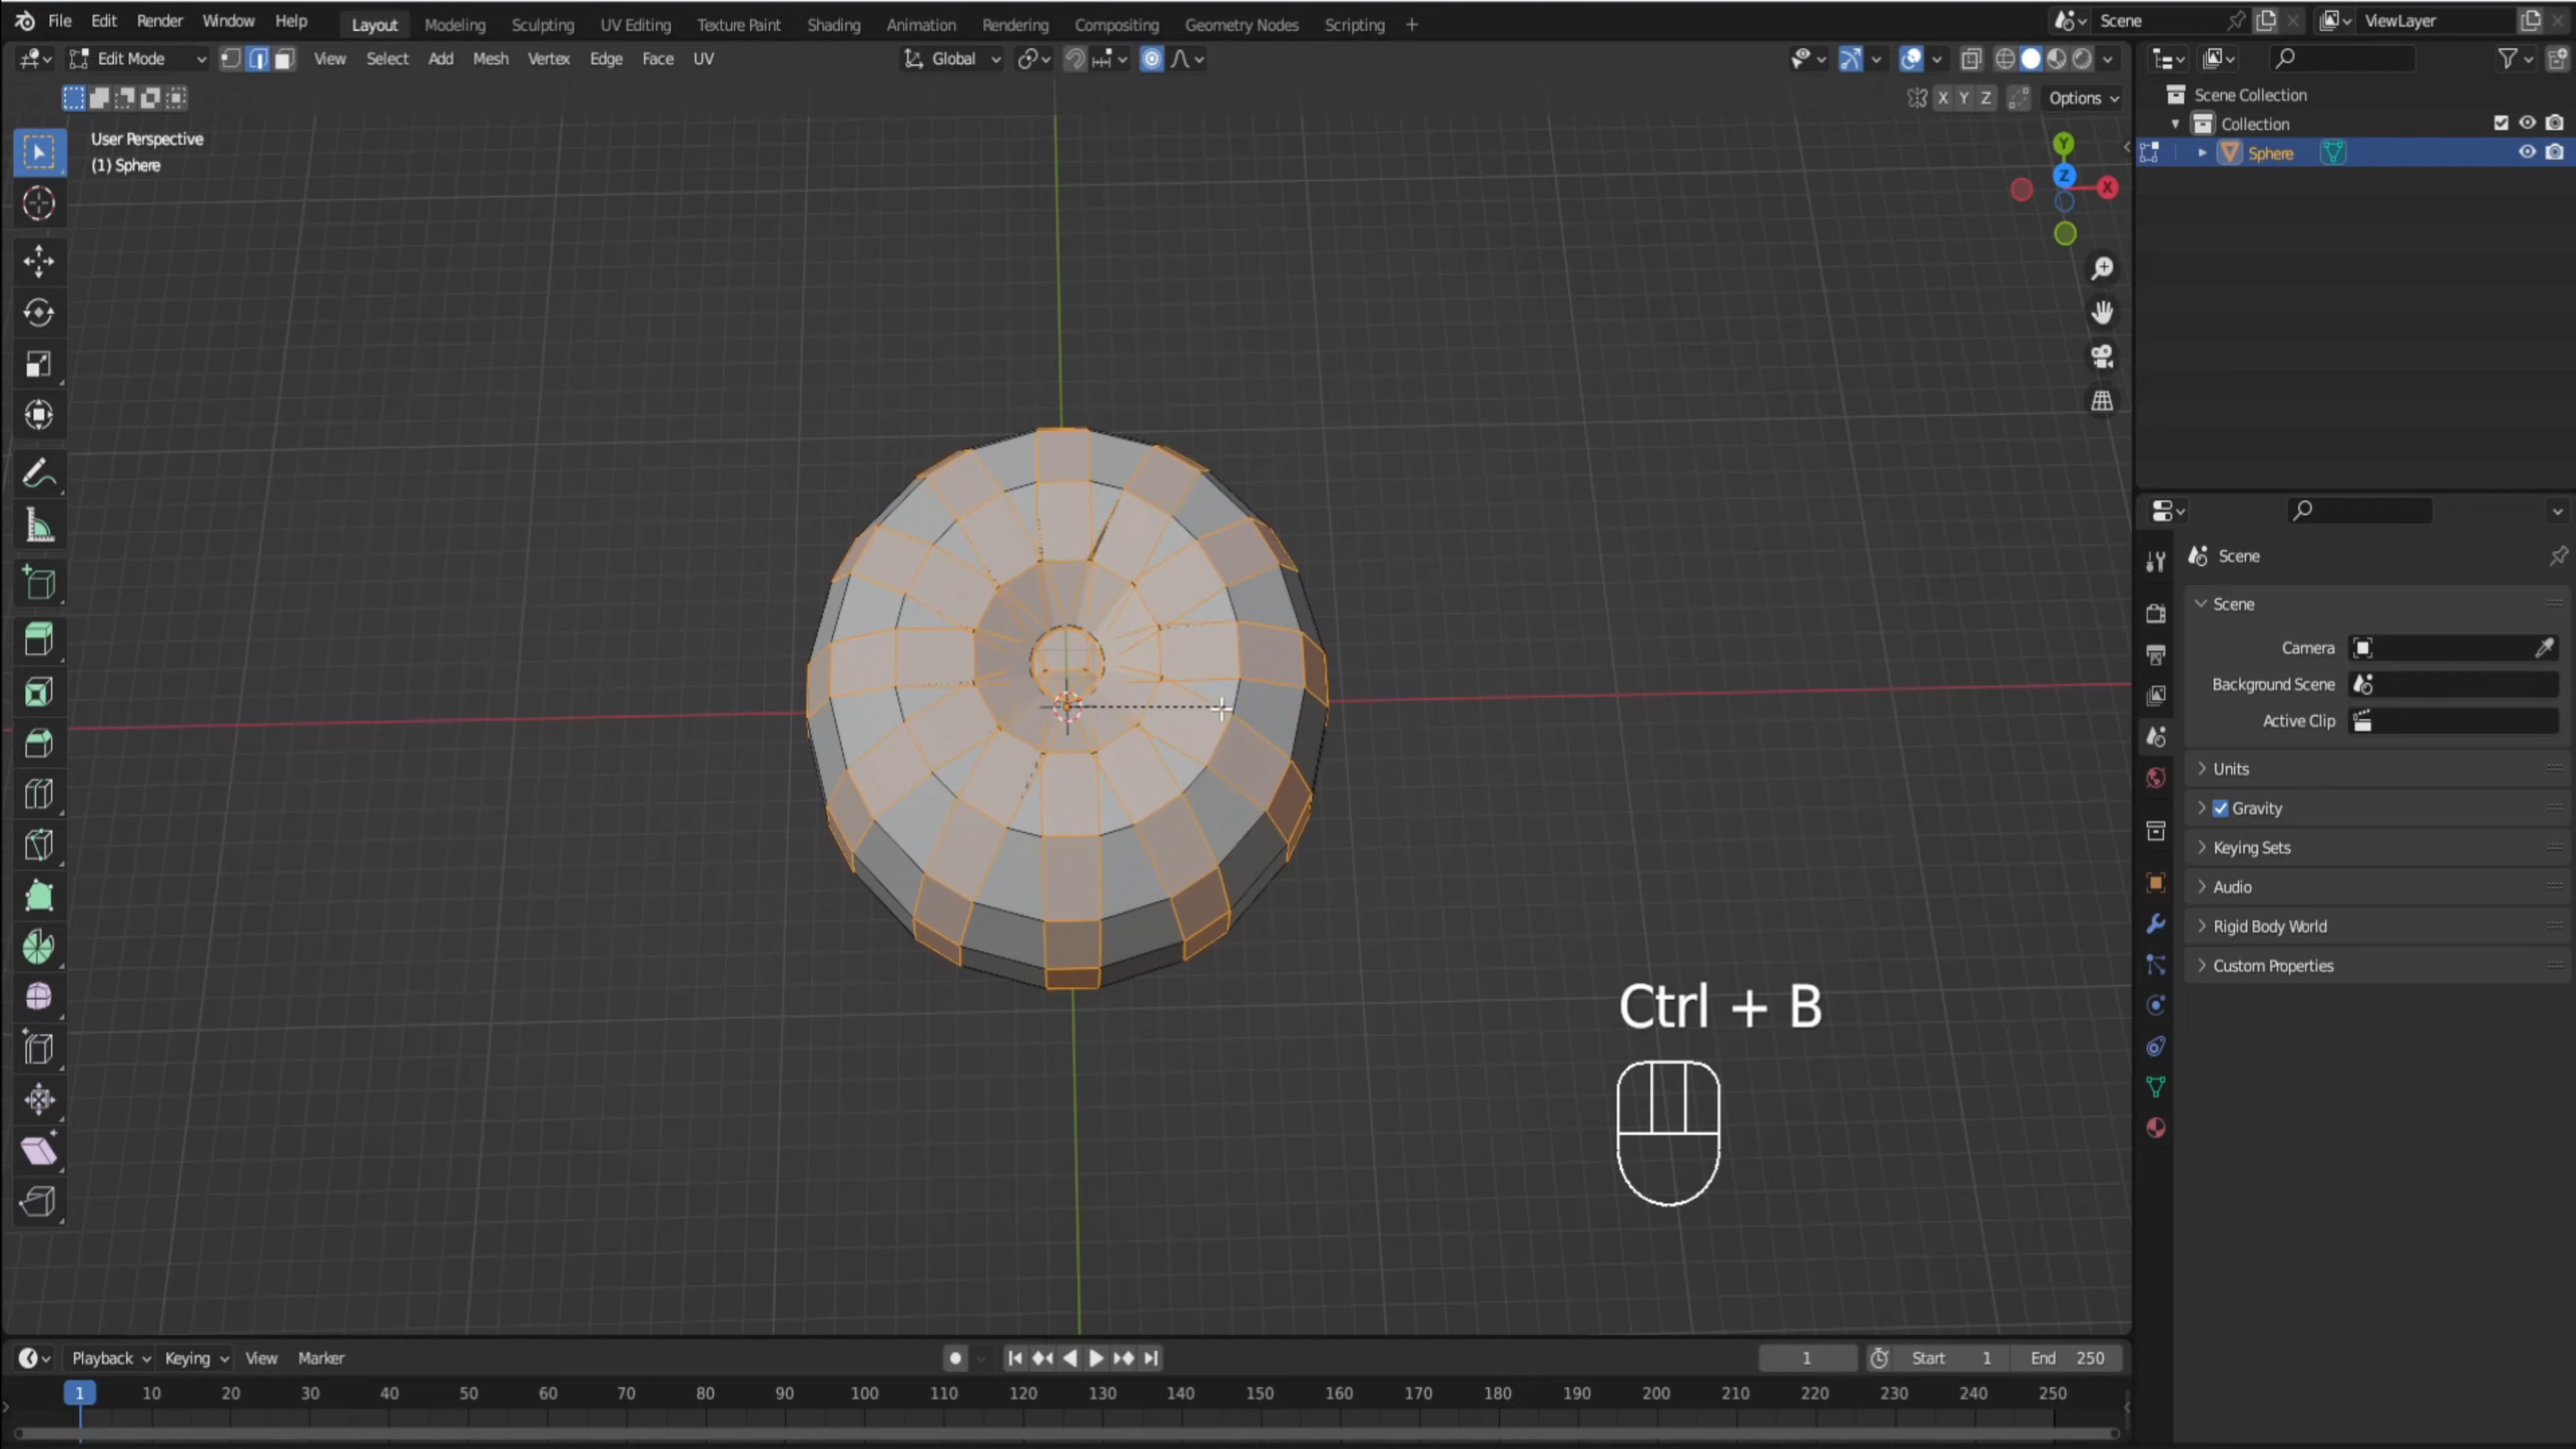 File Edit Render Window Help Layout Modeling Sculpting UV Editing Texture Paint Shading Animation Rendering Compositing Geometry Nodes Scripting + Scene ViewLayer
Edit Mode View Select Add Mesh Vertex Edge Face UV Global
X Y Z Options
User Perspective
(1) Sphere
Y
Z
X
Scene Collection
Collection
Sphere
Scene
Scene
Camera
Background Scene
Active Clip
Units
Gravity
Keying Sets
Audio
Rigid Body World
Custom Properties
Ctrl + B
Playback Keying View Marker 1 Start 1 End 250
1 10 20 30 40 50 60 70 80 90 100 110 120 130 140 150 160 170 180 190 200 210 220 230 240 250